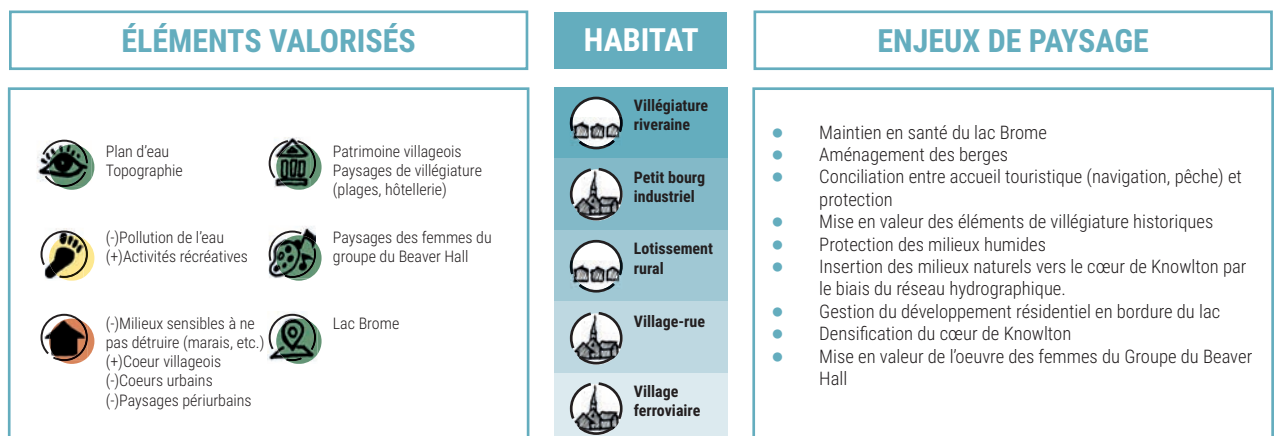 ÉLÉMENTS VALORISÉS
Plan d'eau
Topographie
(-)Pollution de l'eau
(+)Activités récréatives
(-)Milieux sensibles à ne
pas détruire (marais, etc.)
(+)Coeur villageois
(-)Coeurs urbains
(-)Paysages périurbains
Patrimoine villageois
Paysages de villégiature
(plages, hôtellerie)
Paysages des femmes du
groupe du Beaver Hall
Lac Brome
HABITAT
Villégiature
riveraine
Petit bourg
industriel
Lotissement
rural
Village-rue
Village
ferroviaire
ENJEUX DE PAYSAGE
Maintien en santé du lac Brome
Aménagement des berges
Conciliation entre accueil touristique (navigation, pêche) et
protection
Mise en valeur des éléments de villégiature historiques
Protection des milieux humides
Insertion des milieux naturels vers le cœur de Knowlton par
le biais du réseau hydrographique.
Gestion du développement résidentiel en bordure du lac
Densification du cœur de Knowlton
Mise en valeur de l'oeuvre des femmes du Groupe du Beaver
Hall